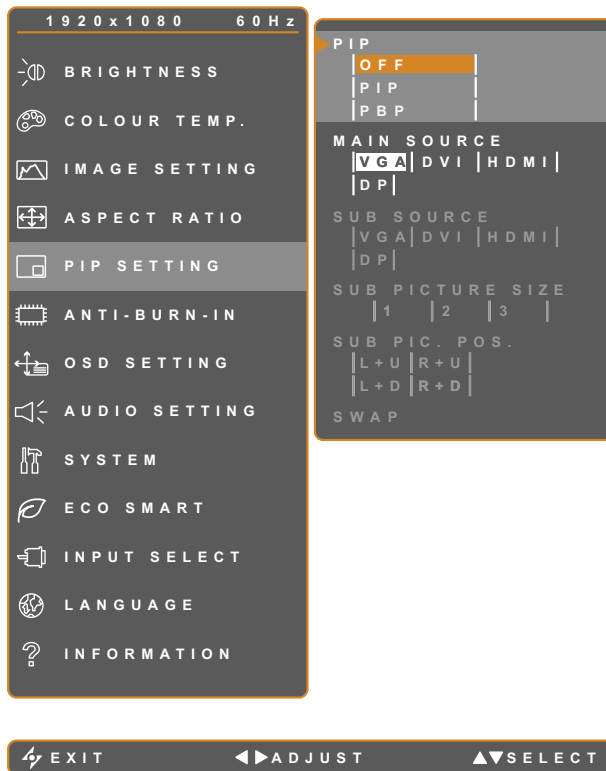 1920x1080 60Hz
BRIGHTNESS
COLOUR TEMP.
IMAGE SETTING
ASPECT RATIO
PIP SETTING
ANTI-BURN-IN
OSD SETTING
AUDIO SETTING
SYSTEM
ECO SMART
INPUT SELECT
LANGUAGE
INFORMATION
PIP
OFF
PIP
PBP
MAIN SOURCE
VGA DVI HDMI
DP
SUB SOURCE
VGA DVI HDMI
DP
SUB PICTURE SIZE
1 2 3
SUB PIC. POS.
L+U R+U
L+D R+D
SWAP
EXIT ADJUST SELECT